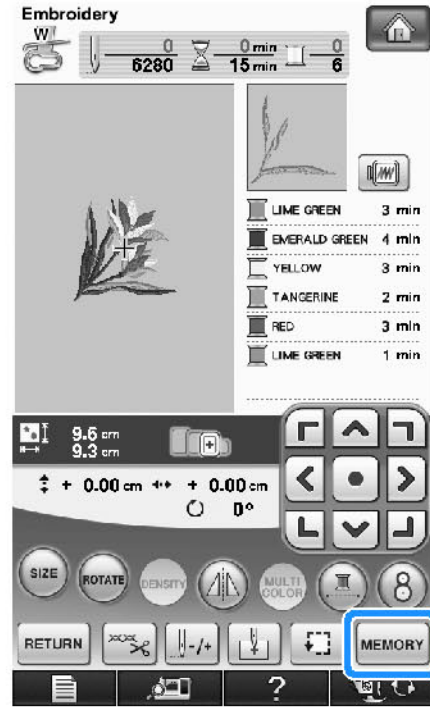 Embroidery
W
0 0 min 0
6280 15 min 6
LIME GREEN 3 min
EMERALD GREEN 4 min
YELLOW 3 min
TANGERINE 2 min
RED 3 min
LIME GREEN 1 min
9.6 cm
9.3 cm
+ 0.00 cm + 0.00 cm
0°
SIZE ROTATE DENSITY MULTI COLOR 8
RETURN -/+ MEMORY
?